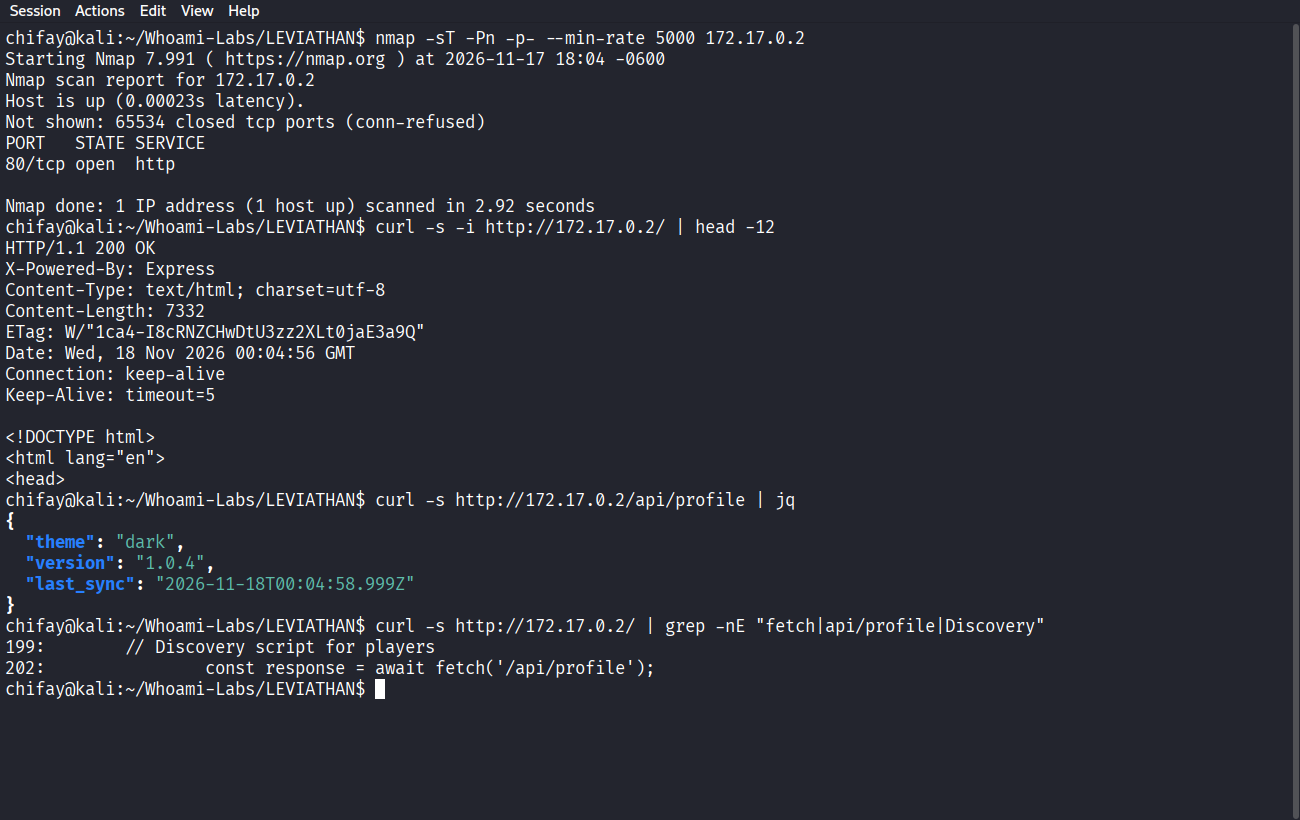 Session Actions Edit View Help
chifay@kali:~/Whoami-Labs/LEVIATHAN$ nmap -sT -Pn -p- --min-rate 5000 172.17.0.2
Starting Nmap 7.991 ( https://nmap.org ) at 2026-11-17 18:04 -0600
Nmap scan report for 172.17.0.2
Host is up (0.00023s latency).
Not shown: 65534 closed tcp ports (conn-refused)
PORT   STATE SERVICE
80/tcp open  http
Nmap done: 1 IP address (1 host up) scanned in 2.92 seconds
chifay@kali:~/Whoami-Labs/LEVIATHAN$ curl -s -i http://172.17.0.2/ | head -12
HTTP/1.1 200 OK
X-Powered-By: Express
Content-Type: text/html; charset=utf-8
Content-Length: 7332
ETag: W/"1ca4-I8cRNZCHwDtU3zz2XLt0jaE3a9Q"
Date: Wed, 18 Nov 2026 00:04:56 GMT
Connection: keep-alive
Keep-Alive: timeout=5
<!DOCTYPE html>
<html lang="en">
<head>
chifay@kali:~/Whoami-Labs/LEVIATHAN$ curl -s http://172.17.0.2/api/profile | jq
{
  "theme": "dark",
  "version": "1.0.4",
  "last_sync": "2026-11-18T00:04:58.999Z"
}
chifay@kali:~/Whoami-Labs/LEVIATHAN$ curl -s http://172.17.0.2/ | grep -nE "fetch|api/profile|Discovery"
199:        // Discovery script for players
202:                const response = await fetch('/api/profile');
chifay@kali:~/Whoami-Labs/LEVIATHAN$